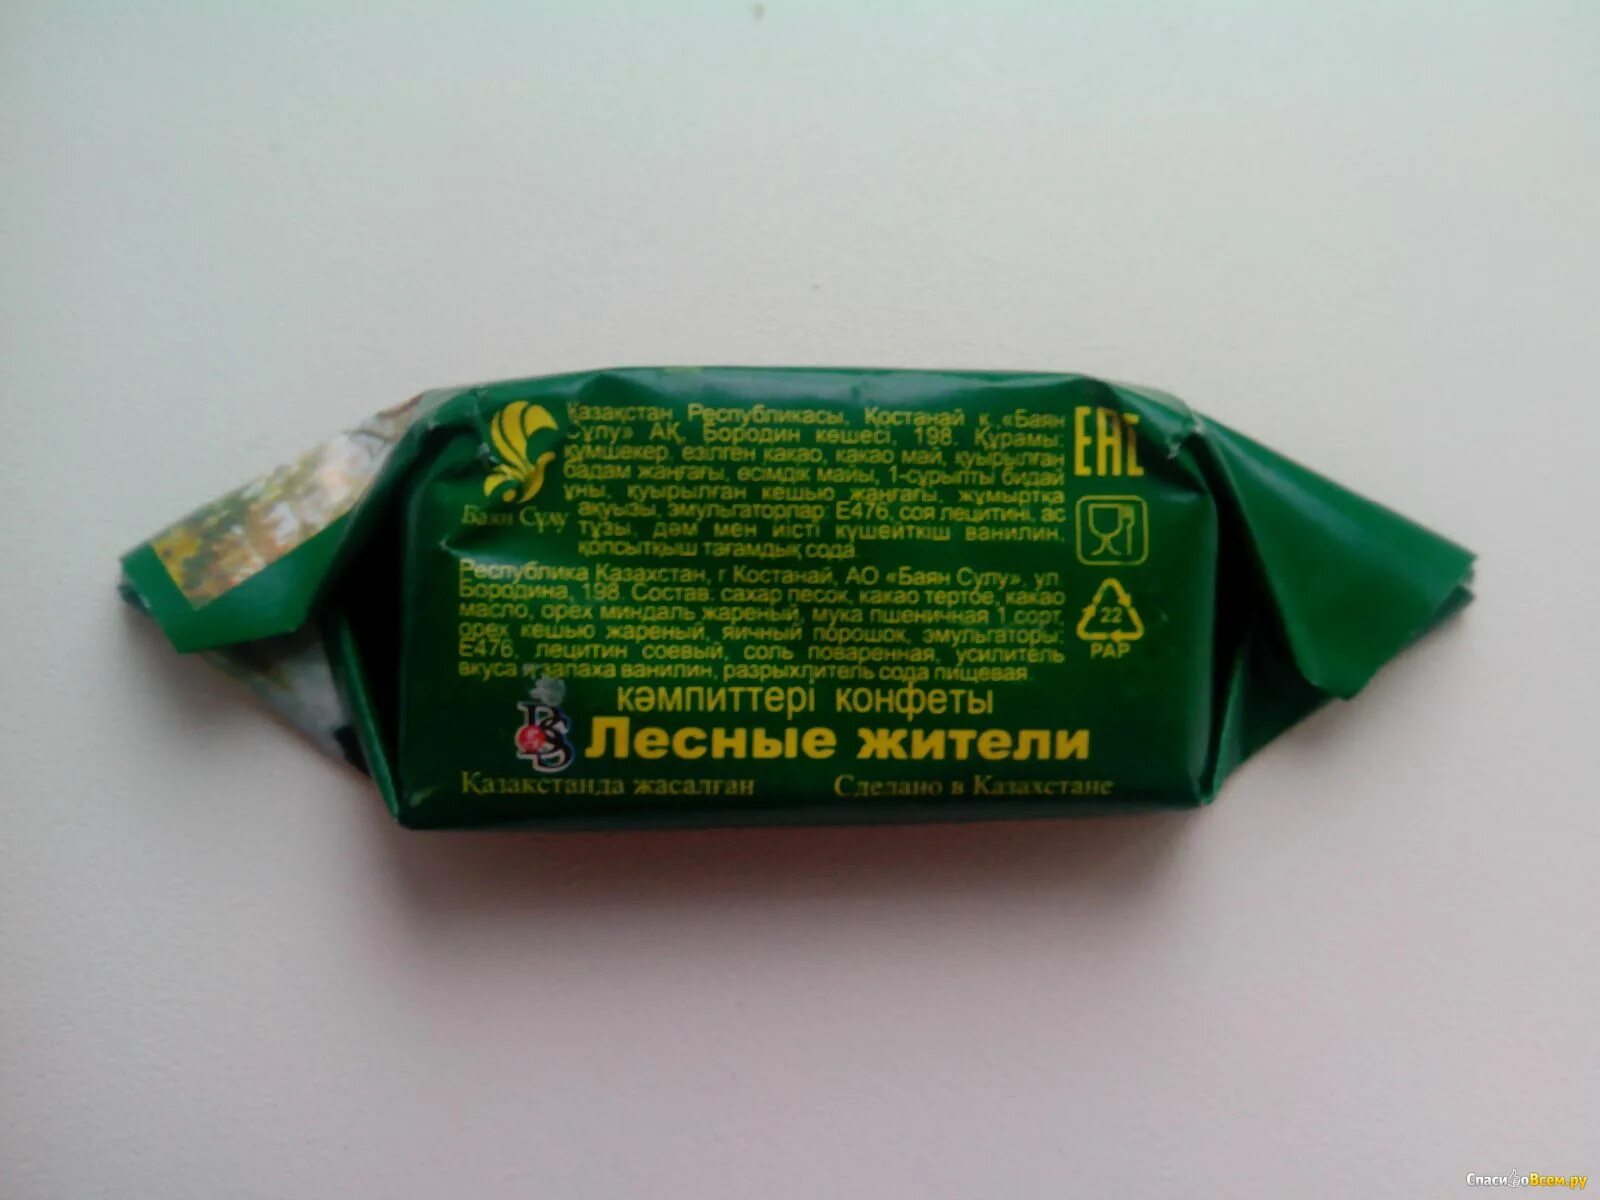 Қазақстан Республикасы, Қостанай қ. «Баян
Сұлу» АҚ, Бородин көшесі, 198. Құрамы:
құмшекер, езілген какао, какао май, қуырылған
бадам жаңғағы, өсімдік майы, 1-сұрыпты бидай
ұны, қуырылған кешью жаңғағы, жұмыртқа
ақуызы, эмульгаторлар: Е476, соя лецитині, ас
тұзы, дәм мен иісті күшейткіш ванилин,
қопсытқыш тағамдық сода.
Баян Сұлу
ЕАС
Республика Казахстан, г Костанай, АО «Баян Сулу», ул.
Бородина, 198. Состав: сахар песок, какао тертое, какао
масло, орех миндаль жареный, мука пшеничная 1 сорт,
орех кешью жареный, яичный порошок, эмульгаторы:
Е476, лецитин соевый, соль поваренная, усилитель
вкуса и запаха ванилин, разрыхлитель сода пищевая.
22
PAP
кәмпиттері конфеты
Лесные жители
Қазақстанда жасалған
Сделано в Казахстане
СпасибоВсем.ру